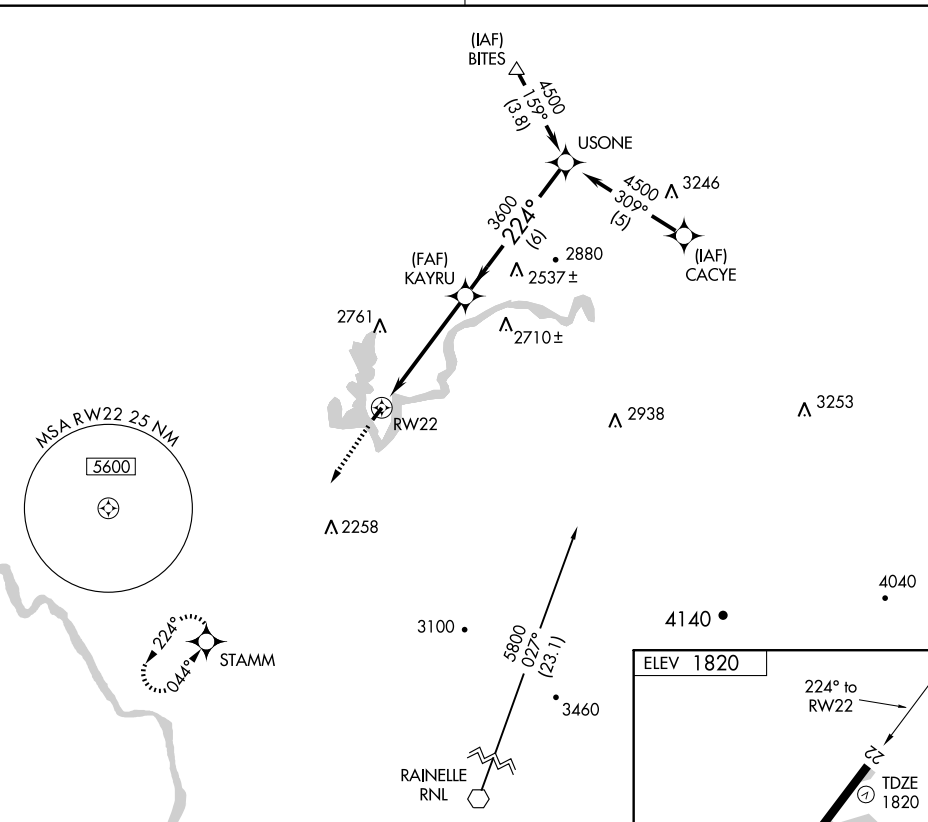 (IAF)
BITES
4500
159°
(3.8)
USONE
4500
309°
(5)
3246
(IAF)
CACYE
3600
224°
(6)
2880
(FAF)
KAYRU
2537 ±
2761
2710 ±
RW22
2938
3253
MSA RW22 25 NM
5600
2258
4040
3100
4140
5800
027°
(23.1)
224°
044°
STAMM
ELEV 1820
224° to
RW22
3460
22
RAINELLE
RNL
V
TDZE
1820